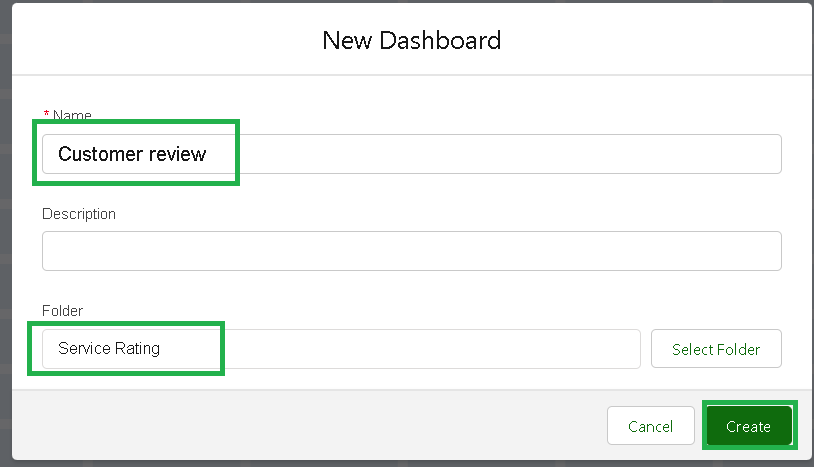 New Dashboard
* Name
Customer review
Description
Folder
Service Rating
Select Folder
Cancel
Create